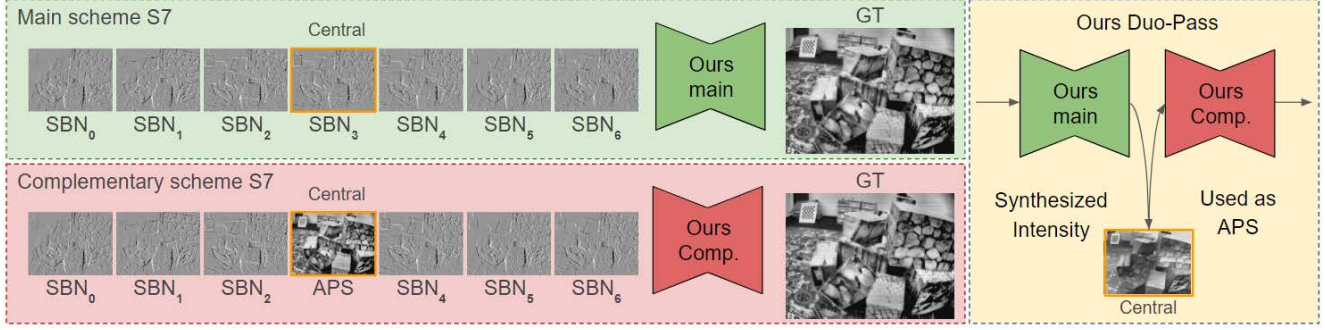 Main scheme S7
Central
SBN0 SBN1 SBN2 SBN3 SBN4 SBN5 SBN6
Ours
main
GT
Complementary scheme S7
Central
SBN0 SBN1 SBN2 APS SBN4 SBN5 SBN6
Ours
Comp.
GT
Ours Duo-Pass
Ours
main
Ours
Comp.
Synthesized
Intensity
Used as
APS
Central